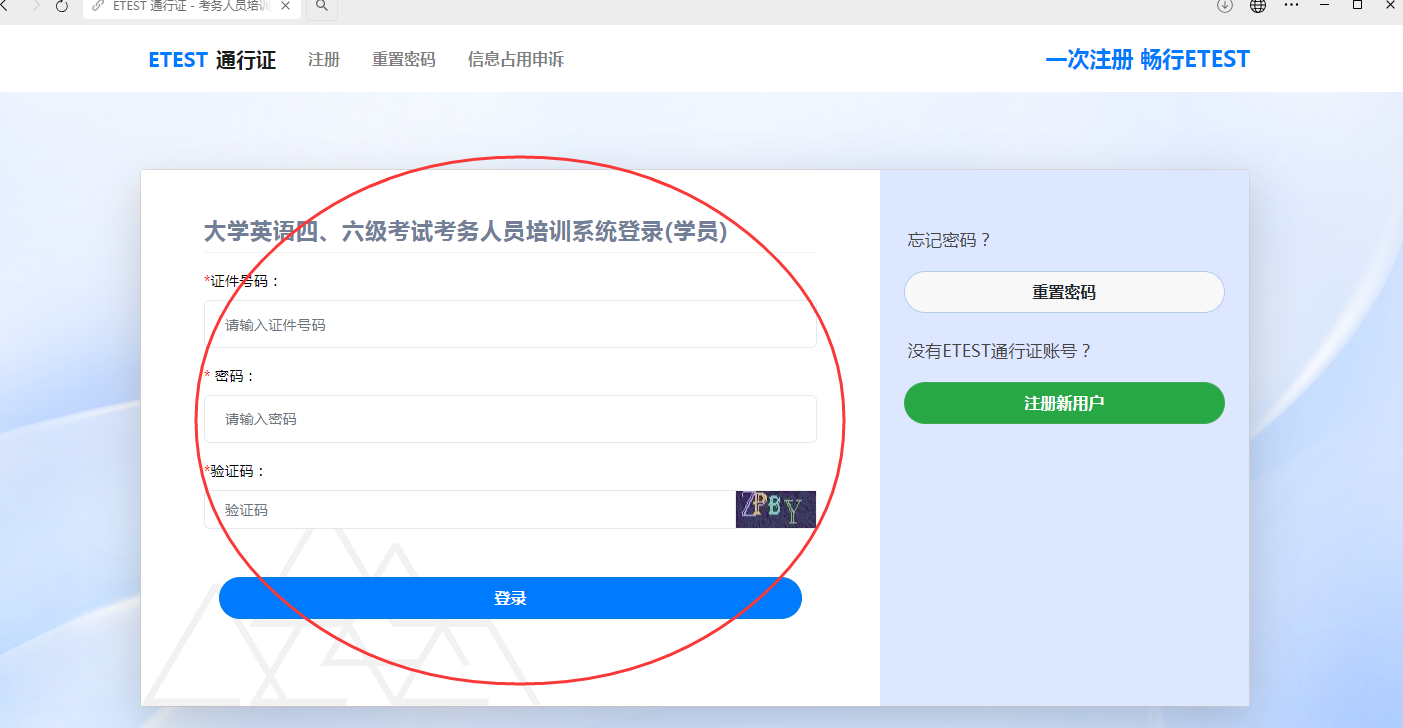 ETEST 通行证 - 考务人员培训
ETEST 通行证 注册 重置密码 信息占用申诉 一次注册 畅行ETEST
大学英语四、六级考试考务人员培训系统登录(学员)
*证件号码：
请输入证件号码
* 密码：
请输入密码
*验证码：
验证码 ZPBY
登录
忘记密码？
重置密码
没有ETEST通行证账号？
注册新用户